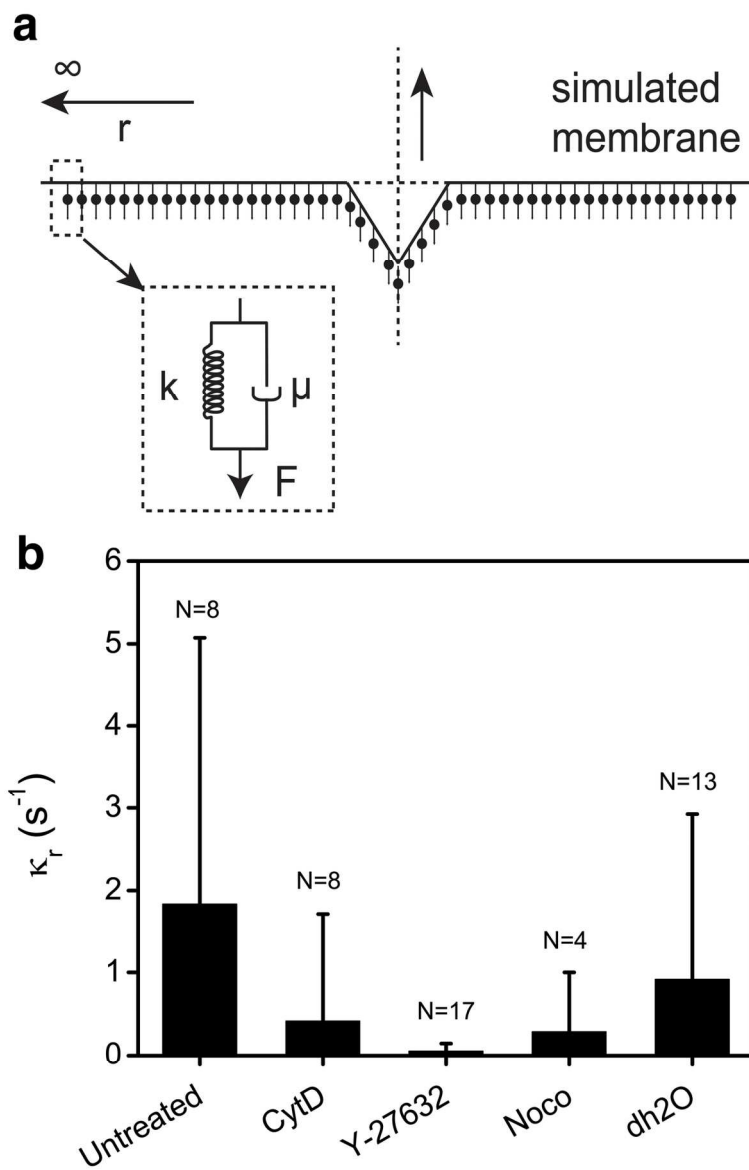 a
∞
r
simulated
membrane
k
μ
F
b
6
5
4
3
2
1
0
κr (s-1)
N=8
N=8
N=17
N=4
N=13
Untreated
CytD
Y-27632
Noco
dh2O